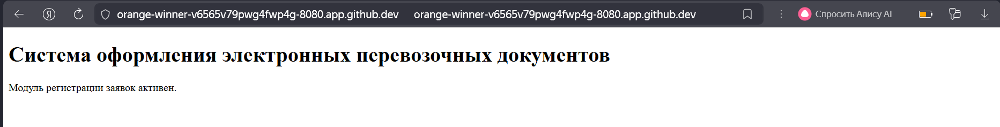 orange-winner-v6565v79pwg4fwp4g-8080.app.github.dev orange-winner-v6565v79pwg4fwp4g-8080.app.github.dev Спросить Алису AI
Система оформления электронных перевозочных документов
Модуль регистрации заявок активен.